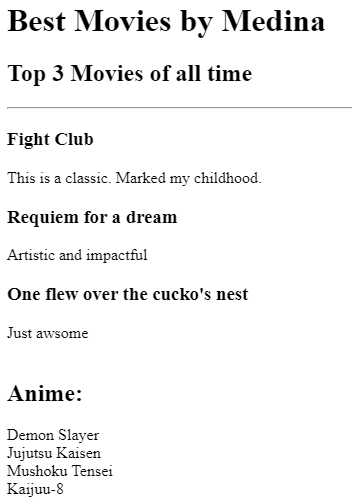 Best Movies by Medina
Top 3 Movies of all time
Fight Club
This is a classic. Marked my childhood.
Requiem for a dream
Artistic and impactful
One flew over the cucko's nest
Just awsome
Anime:
Demon Slayer
Jujutsu Kaisen
Mushoku Tensei
Kaijuu-8